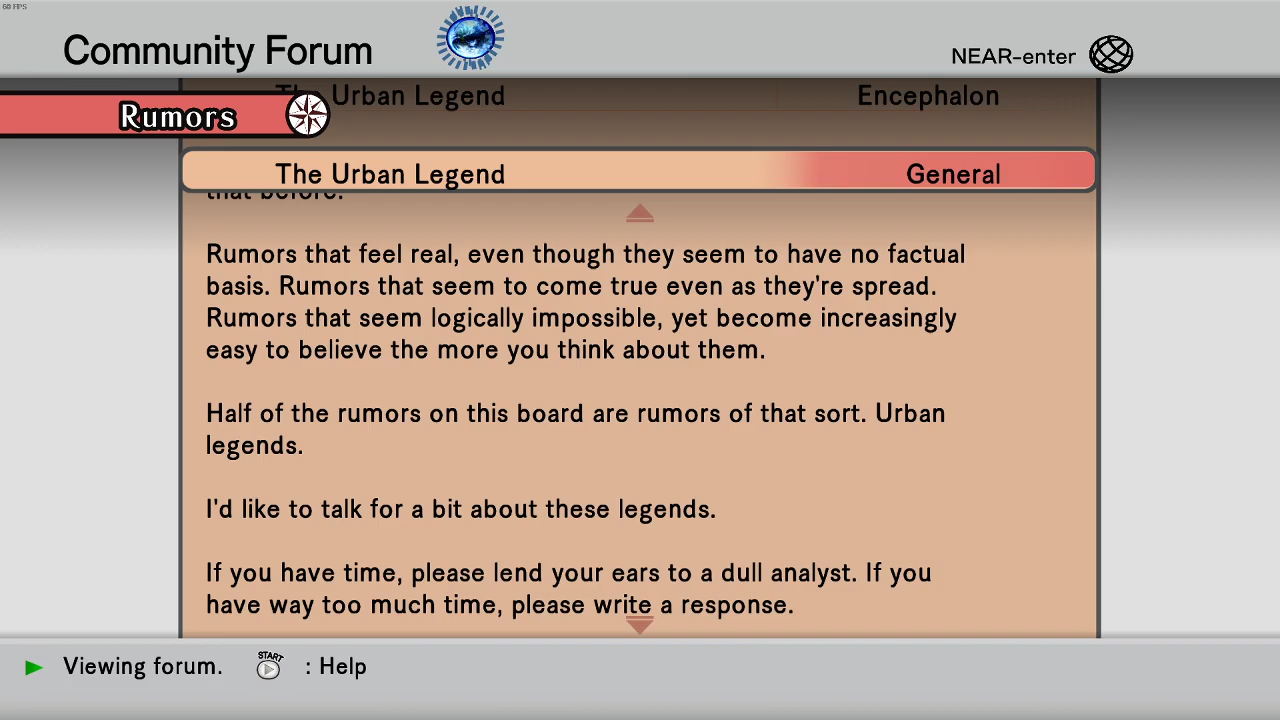 60 FPS
Community Forum
NEAR-enter
The Urban Legend
Encephalon
Rumors
The Urban Legend
General
that before.
Rumors that feel real, even though they seem to have no factual
basis. Rumors that seem to come true even as they're spread.
Rumors that seem logically impossible, yet become increasingly
easy to believe the more you think about them.
Half of the rumors on this board are rumors of that sort. Urban
legends.
I'd like to talk for a bit about these legends.
If you have time, please lend your ears to a dull analyst. If you
have way too much time, please write a response.
Viewing forum.
START
: Help